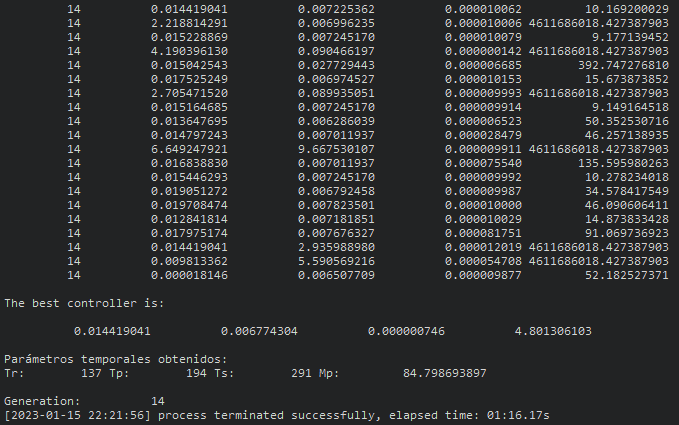 14 0.014419041 0.007225362 0.000010062 10.169200029
14 2.218814291 0.006996235 0.000010006 4611686018.427387903
14 0.015228869 0.007245170 0.000010079 9.177139452
14 4.190396130 0.090466197 0.000000142 4611686018.427387903
14 0.015042543 0.027729443 0.000006685 392.747276810
14 0.017525249 0.006974527 0.000010153 15.673873852
14 2.705471520 0.089935051 0.000009993 4611686018.427387903
14 0.015164685 0.007245170 0.000009914 9.149164518
14 0.013647695 0.006286039 0.000006523 50.352530716
14 0.014797243 0.007011937 0.000028479 46.257138935
14 6.649247921 9.667530107 0.000009911 4611686018.427387903
14 0.016838830 0.007011937 0.000075540 135.595980263
14 0.015446293 0.007245170 0.000009992 10.278234018
14 0.019051272 0.006792458 0.000009987 34.578417549
14 0.019708474 0.007823501 0.000010000 46.090606411
14 0.012841814 0.007181851 0.000010029 14.873833428
14 0.017975174 0.007676327 0.000081751 91.069736923
14 0.014419041 2.935988980 0.000012019 4611686018.427387903
14 0.009813362 5.590569216 0.000054708 4611686018.427387903
14 0.000018146 0.006507709 0.000009877 52.182527371
The best controller is:
0.014419041 0.006774304 0.000000746 4.801306103
Parámetros temporales obtenidos:
Tr: 137 Tp: 194 Ts: 291 Mp: 84.798693897
Generation: 14
[2023-01-15 22:21:56] process terminated successfully, elapsed time: 01:16.17s